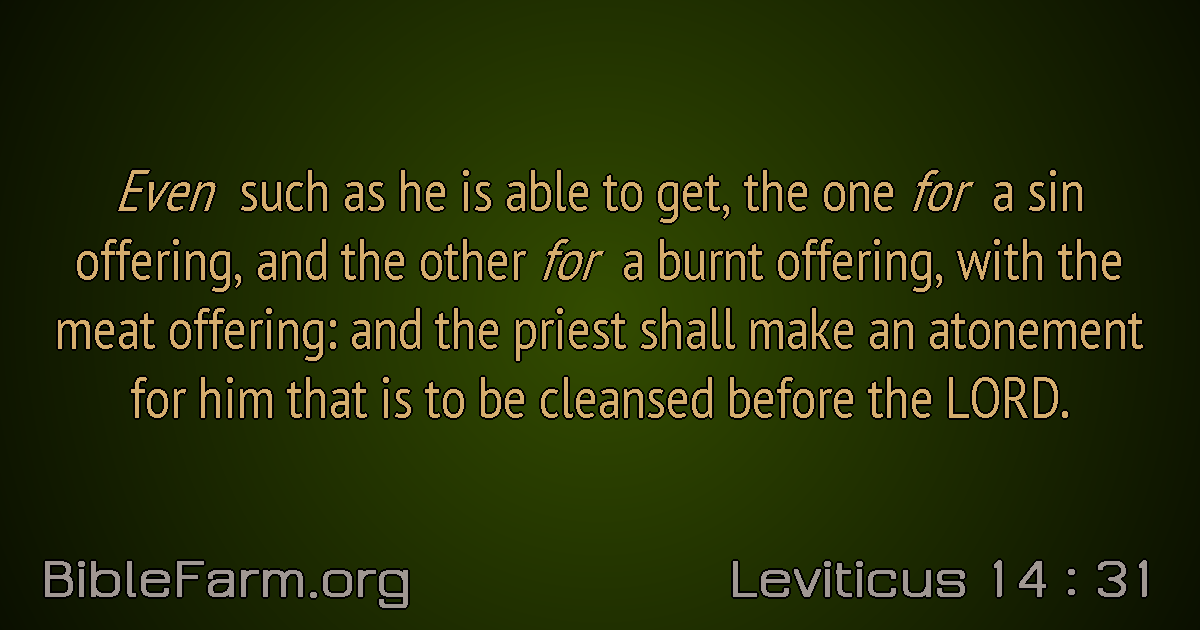 Even such as he is able to get, the one for a sin
offering, and the other for a burnt offering, with the
meat offering: and the priest shall make an atonement
for him that is to be cleansed before the LORD.
BibleFarm.org
Leviticus 14 : 31